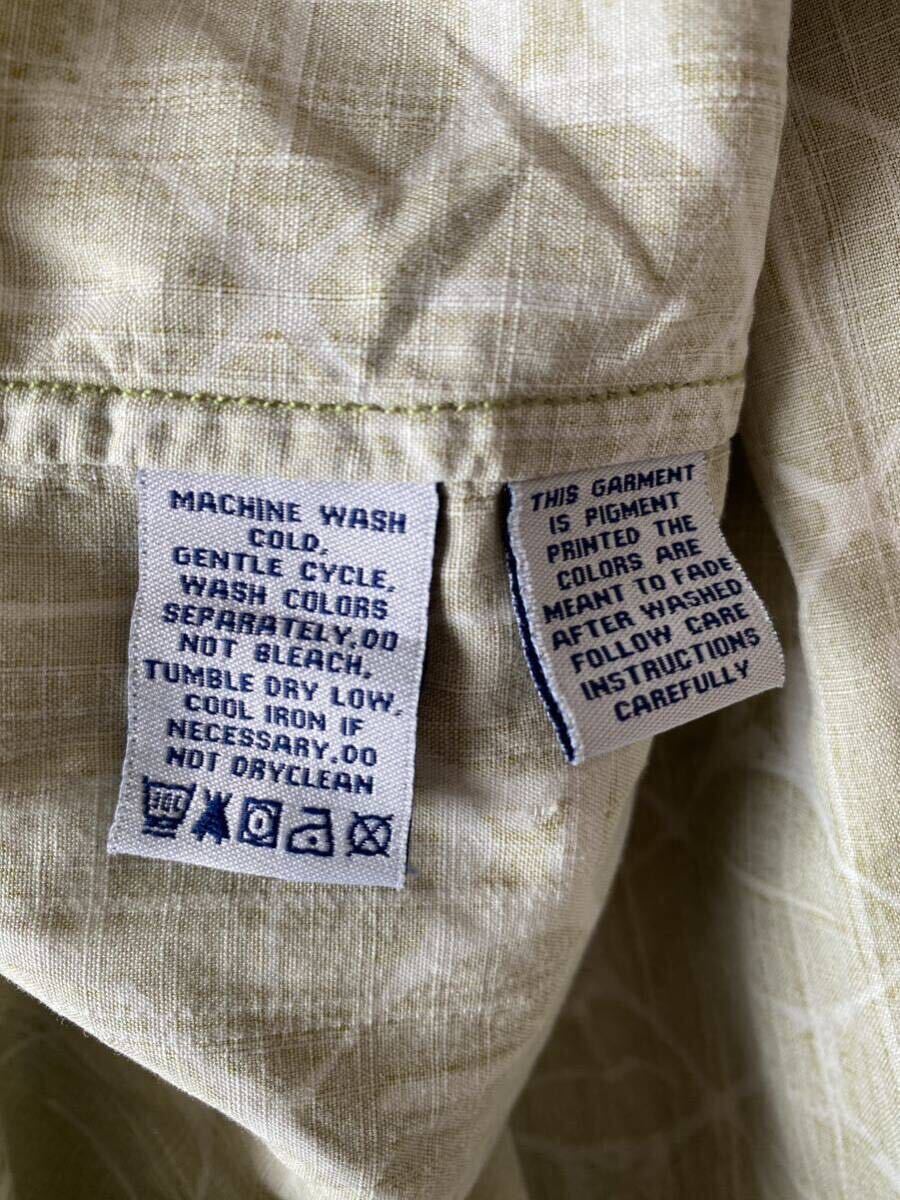 MACHINE WASH
COLD,
GENTLE CYCLE,
WASH COLORS
SEPARATELY.DO
NOT BLEACH,
TUMBLE DRY LOW,
COOL IRON IF
NECESSARY.DO
NOT DRYCLEAN
30C
THIS GARMENT
IS PIGMENT
PRINTED THE
COLORS ARE
MEANT TO FADE
AFTER WASHED
FOLLOW CARE
INSTRUCTIONS
CAREFULLY